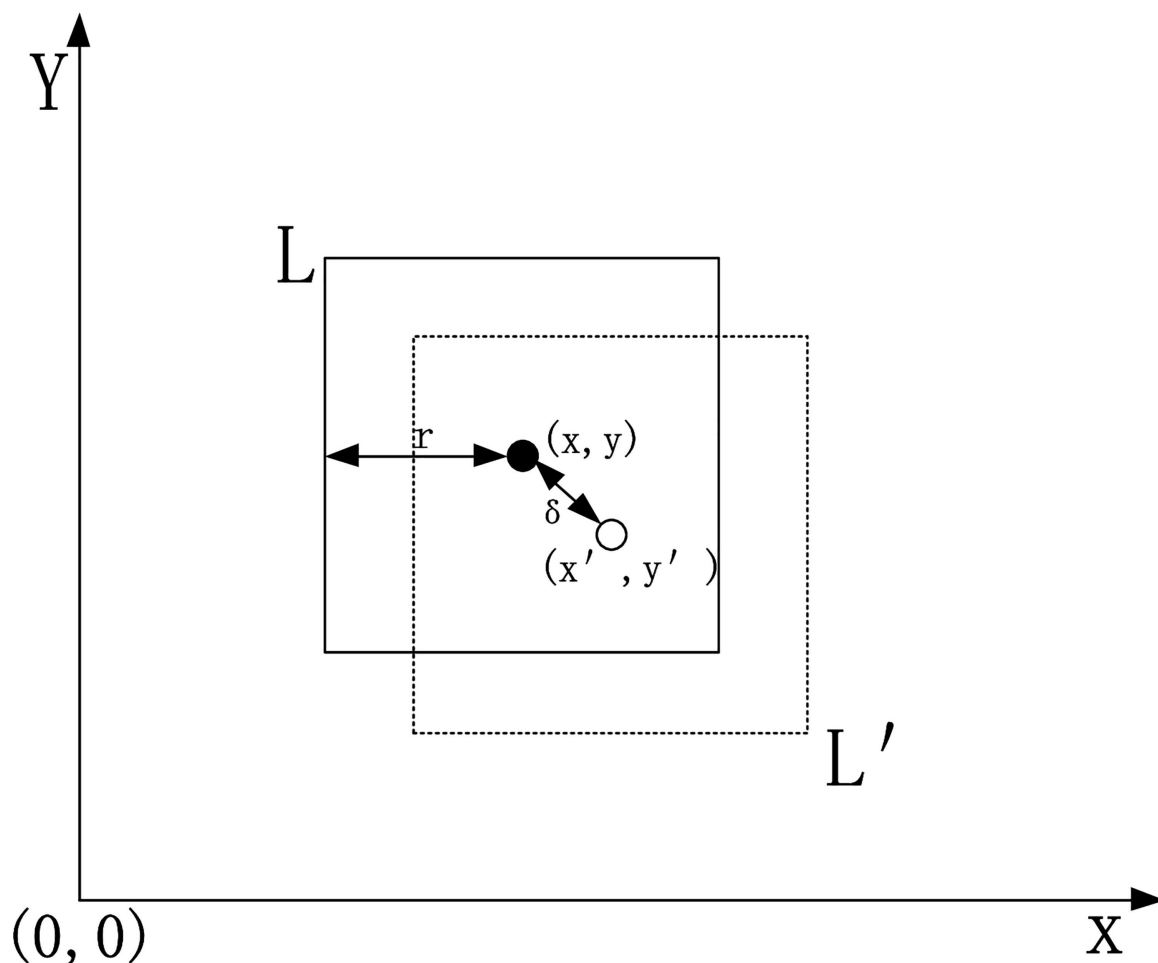 Y
L
r
(x, y)
δ
(x′ , y′ )
L′
(0, 0)
X